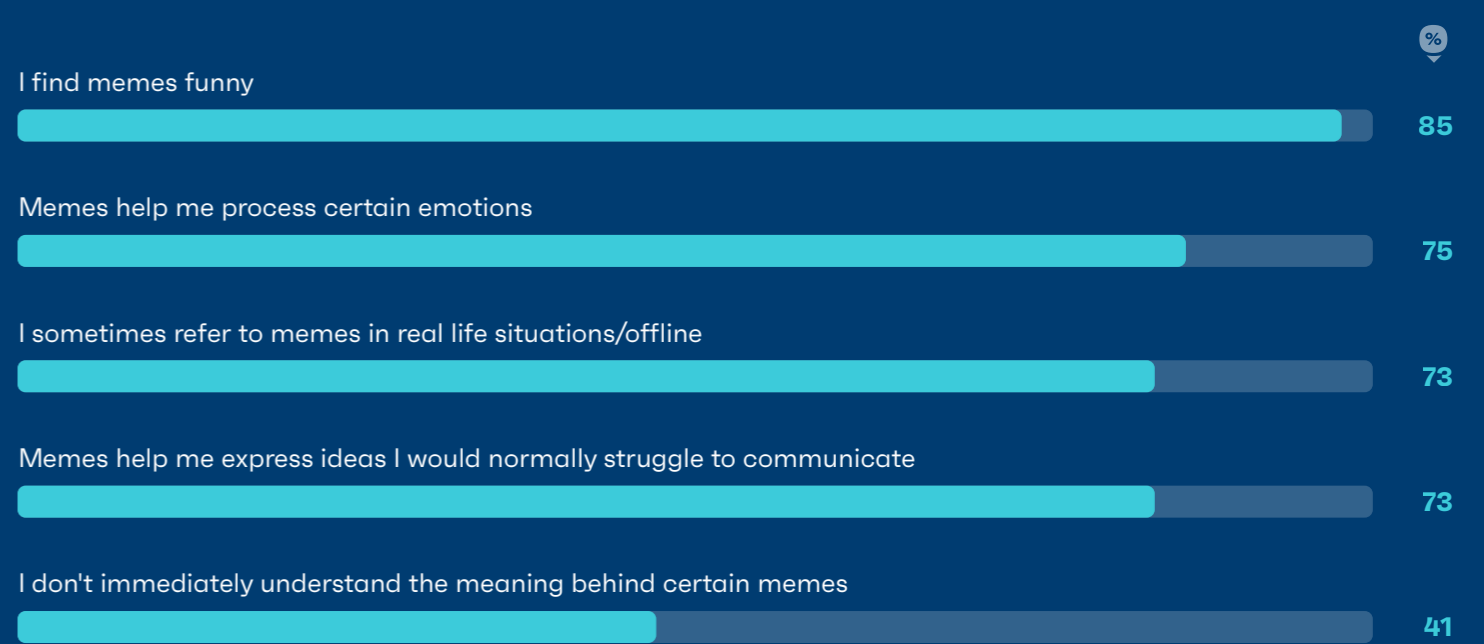 %
I find memes funny
85
Memes help me process certain emotions
75
I sometimes refer to memes in real life situations/offline
73
Memes help me express ideas I would normally struggle to communicate
73
I don't immediately understand the meaning behind certain memes
41